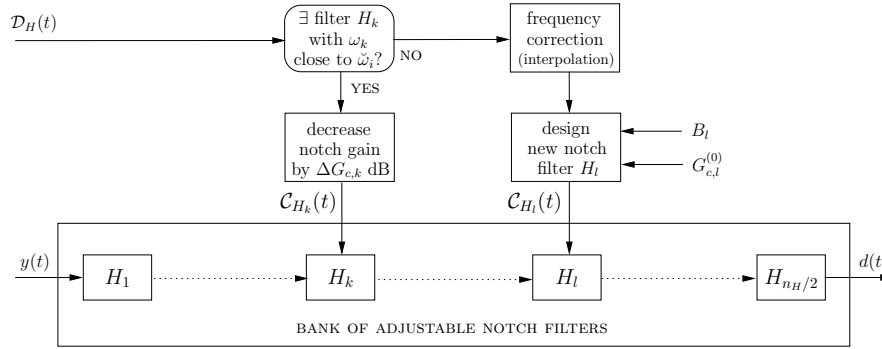 𝒟_H(t)
∃ filter H_k
with ω_k
close to ω̆_i?
NO
YES
frequency
correction
(interpolation)
decrease
notch gain
by ΔG_{c,k} dB
design
new notch
filter H_l
B_l
G_{c,l}^{(0)}
𝒞_{H_k}(t)
𝒞_{H_l}(t)
y(t)
H_1
H_k
H_l
H_{n_H/2}
d(t
BANK OF ADJUSTABLE NOTCH FILTERS